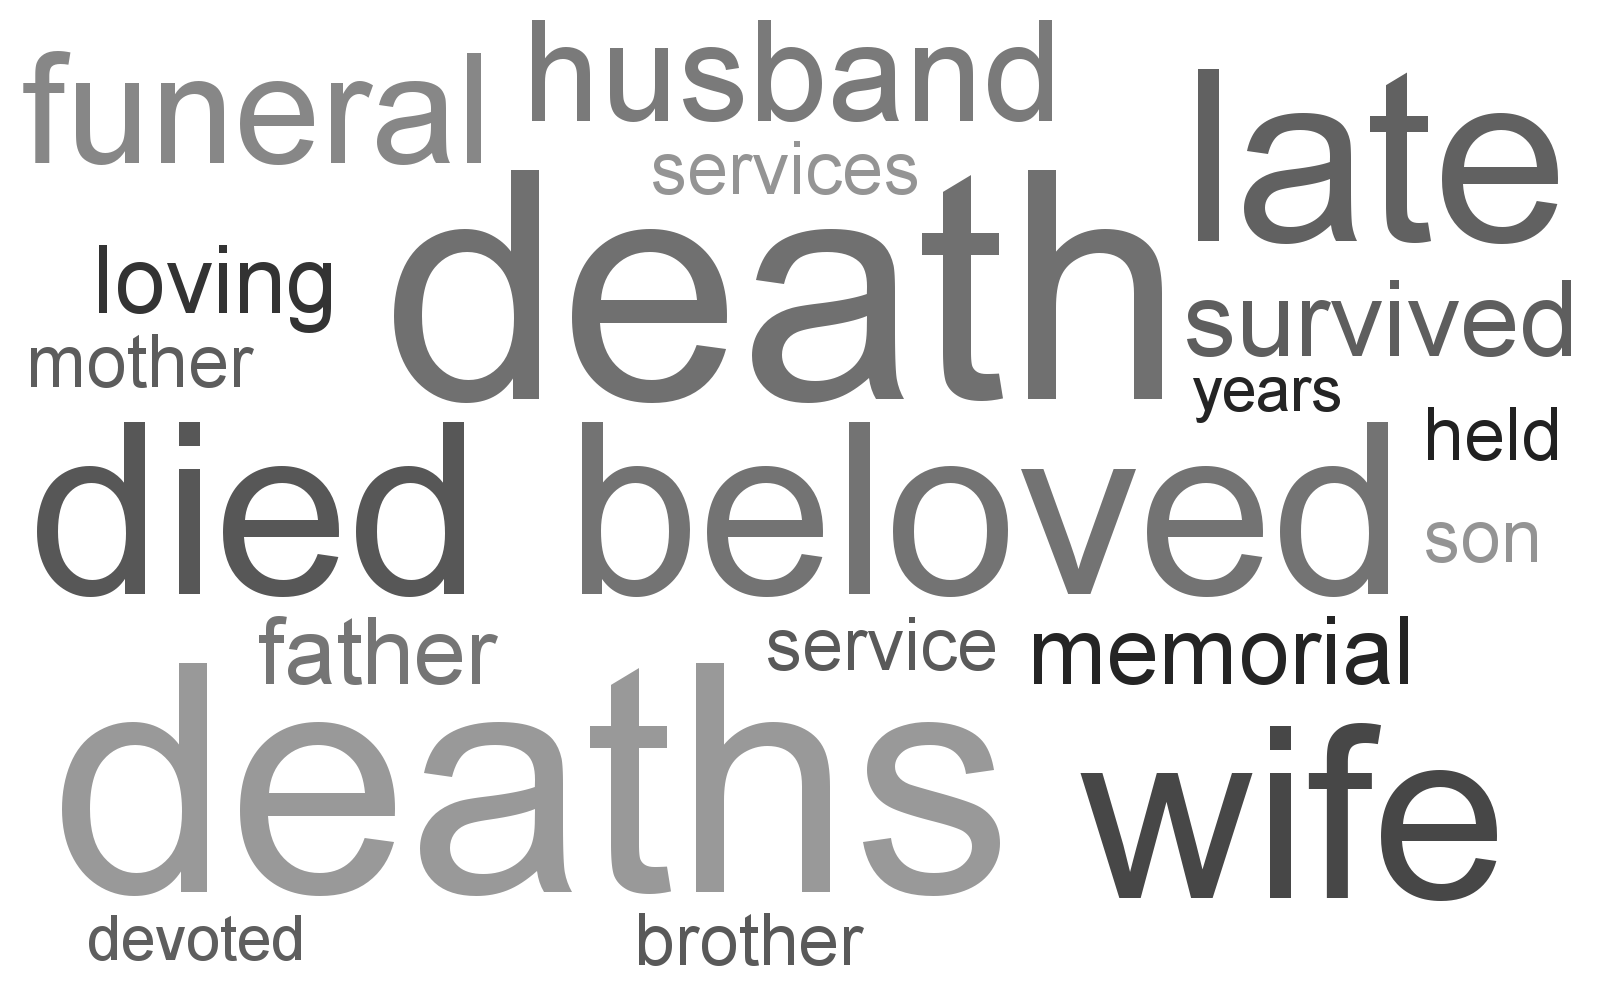 husband
funeral
late
services
death
loving
survived
mother
years
held
died
beloved
son
father
service
memorial
deaths
wife
devoted
brother